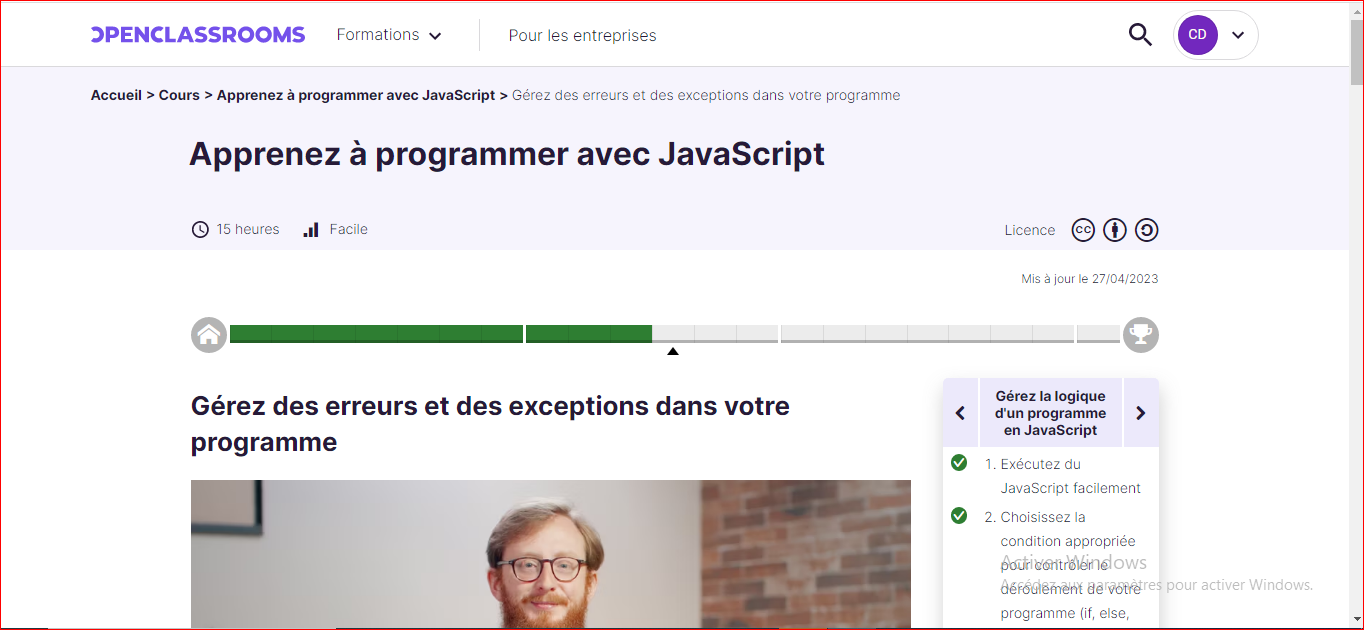 OPENCLASSROOMS Formations Pour les entreprises CD
Accueil > Cours > Apprenez à programmer avec JavaScript > Gérez des erreurs et des exceptions dans votre programme
Apprenez à programmer avec JavaScript
15 heures Facile Licence CC
Mis à jour le 27/04/2023
Gérez des erreurs et des exceptions dans votre
programme
Gérez la logique
d'un programme
en JavaScript
1. Exécutez du
JavaScript facilement
2. Choisissez la
condition appropriée
pour contrôler le
déroulement de votre
programme (if, else,
Activer Windows
Accédez aux paramètres pour activer Windows.